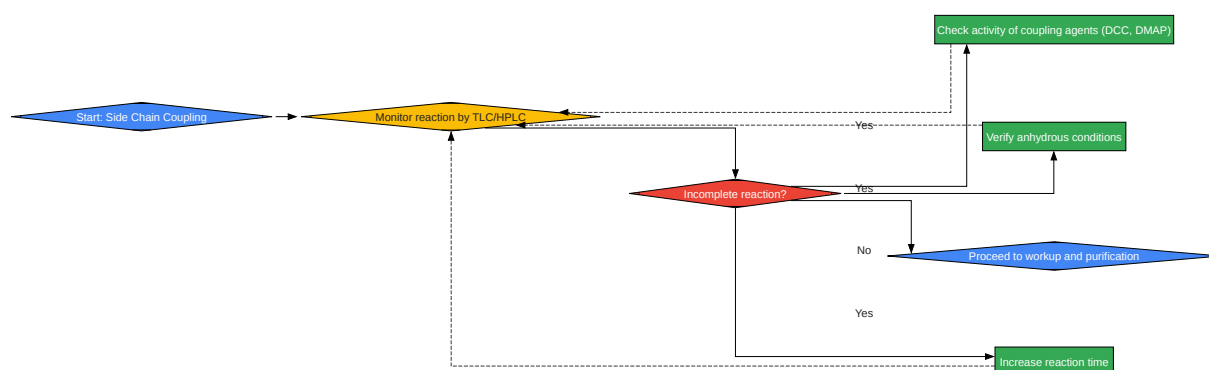 Check activity of coupling agents (DCC, DMAP)
Start: Side Chain Coupling
Monitor reaction by TLC/HPLC
Yes
Verify anhydrous conditions
Yes
Incomplete reaction?
No
Proceed to workup and purification
Yes
Increase reaction time